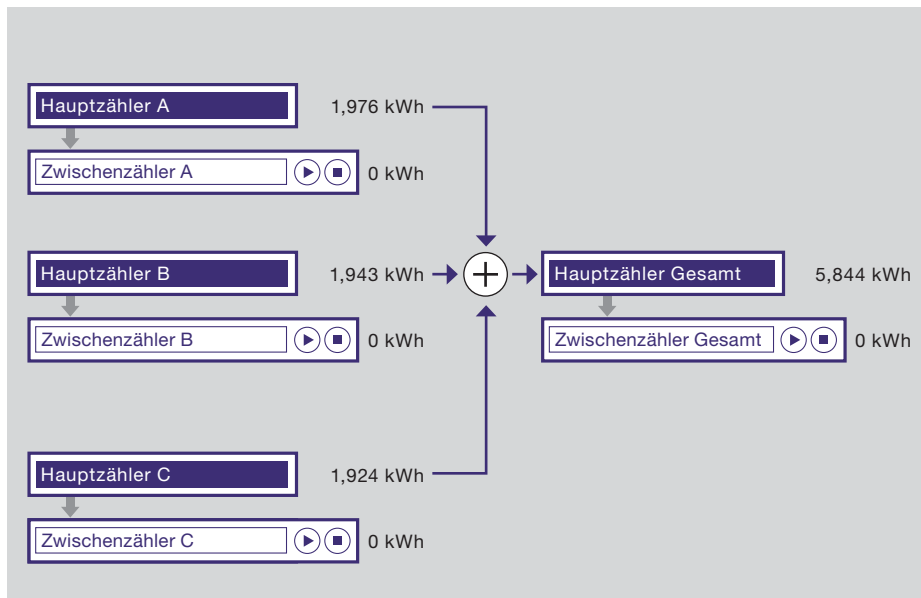 Hauptzähler A 1,976 kWh
Zwischenzähler A 0 kWh
Hauptzähler B 1,943 kWh
Hauptzähler Gesamt 5,844 kWh
Zwischenzähler B 0 kWh
Zwischenzähler Gesamt 0 kWh
Hauptzähler C 1,924 kWh
Zwischenzähler C 0 kWh